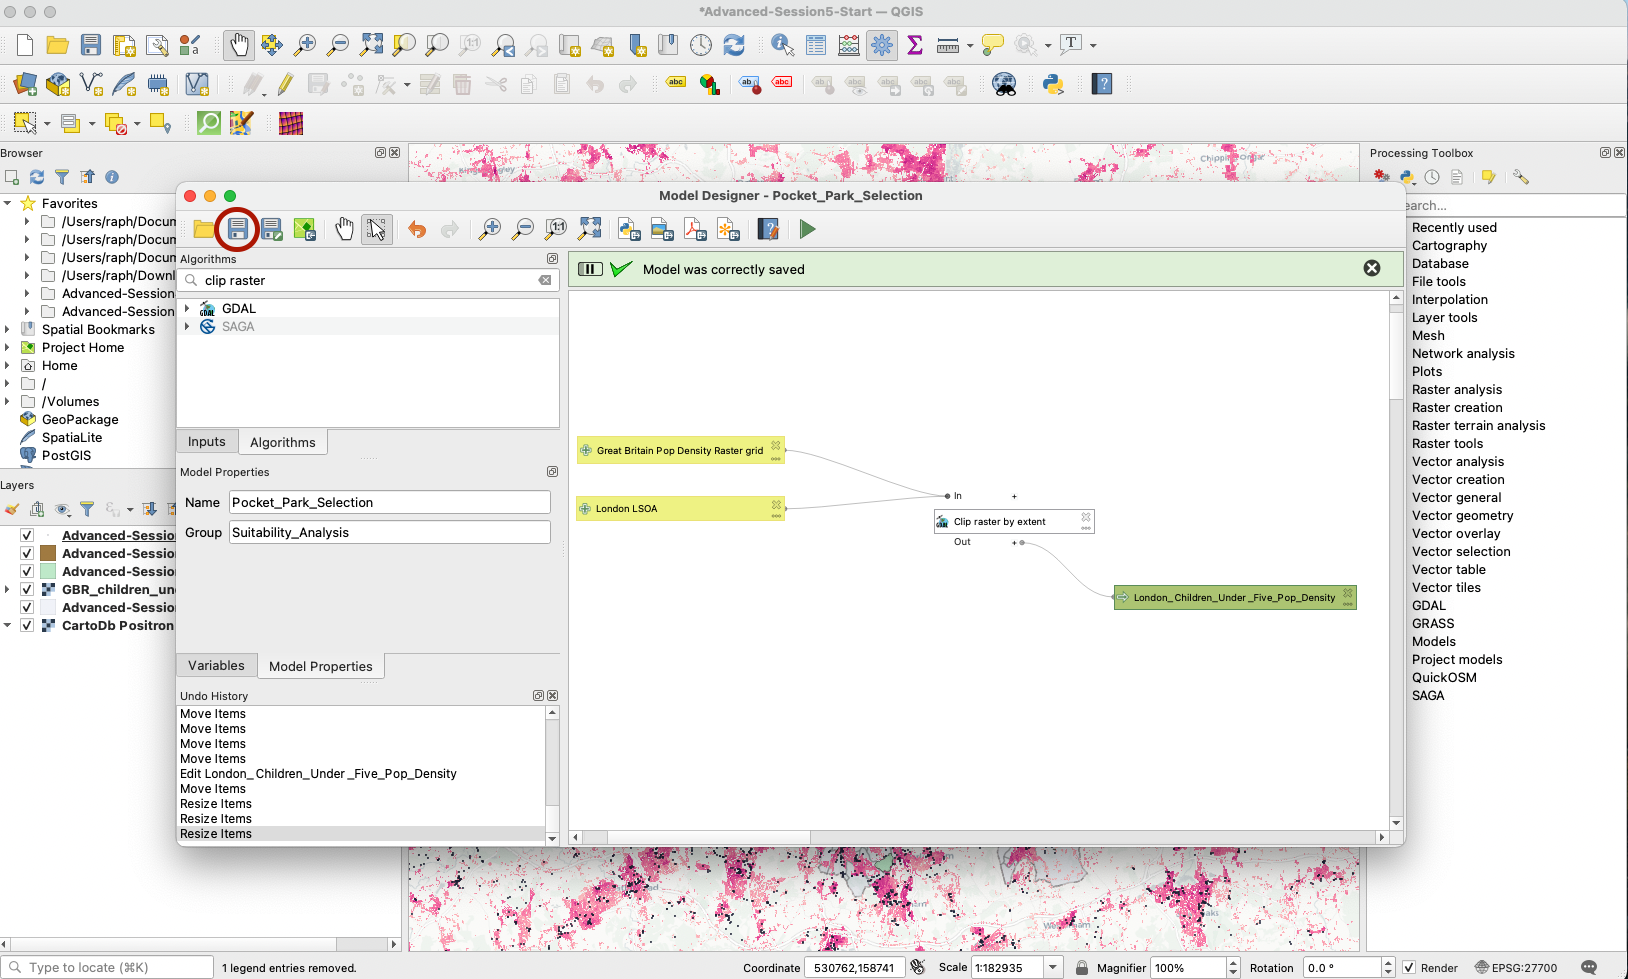 *Advanced-Session5-Start — QGIS
Browser
Favorites
/Users/raph/Docum
/Users/raph/Docum
/Users/raph/Docum
/Users/raph/Downl
Advanced-Session
Advanced-Session
Spatial Bookmarks
Project Home
Home
/
/Volumes
GeoPackage
SpatiaLite
PostGIS
Layers
Advanced-Sessio
Advanced-Sessio
Advanced-Sessio
GBR_children_un
Advanced-Sessio
CartoDb Positron
Model Designer - Pocket_Park_Selection
Algorithms
clip raster
GDAL
SAGA
Inputs
Algorithms
Model Properties
Name
Pocket_Park_Selection
Group
Suitability_Analysis
Variables
Model Properties
Undo History
Move Items
Move Items
Move Items
Move Items
Edit London_Children_Under_Five_Pop_Density
Move Items
Resize Items
Resize Items
Resize Items
Model was correctly saved
Great Britain Pop Density Raster grid
London LSOA
In
+
Clip raster by extent
Out
+
London_Children_Under_Five_Pop_Density
Processing Toolbox
earch...
Recently used
Cartography
Database
File tools
Interpolation
Layer tools
Mesh
Network analysis
Plots
Raster analysis
Raster creation
Raster terrain analysis
Raster tools
Vector analysis
Vector creation
Vector general
Vector geometry
Vector overlay
Vector selection
Vector table
Vector tiles
GDAL
GRASS
Models
Project models
QuickOSM
SAGA
Type to locate (⌘K)
1 legend entries removed.
Coordinate
530762,158741
Scale
1:182935
Magnifier
100%
Rotation
0.0 °
Render
EPSG:27700